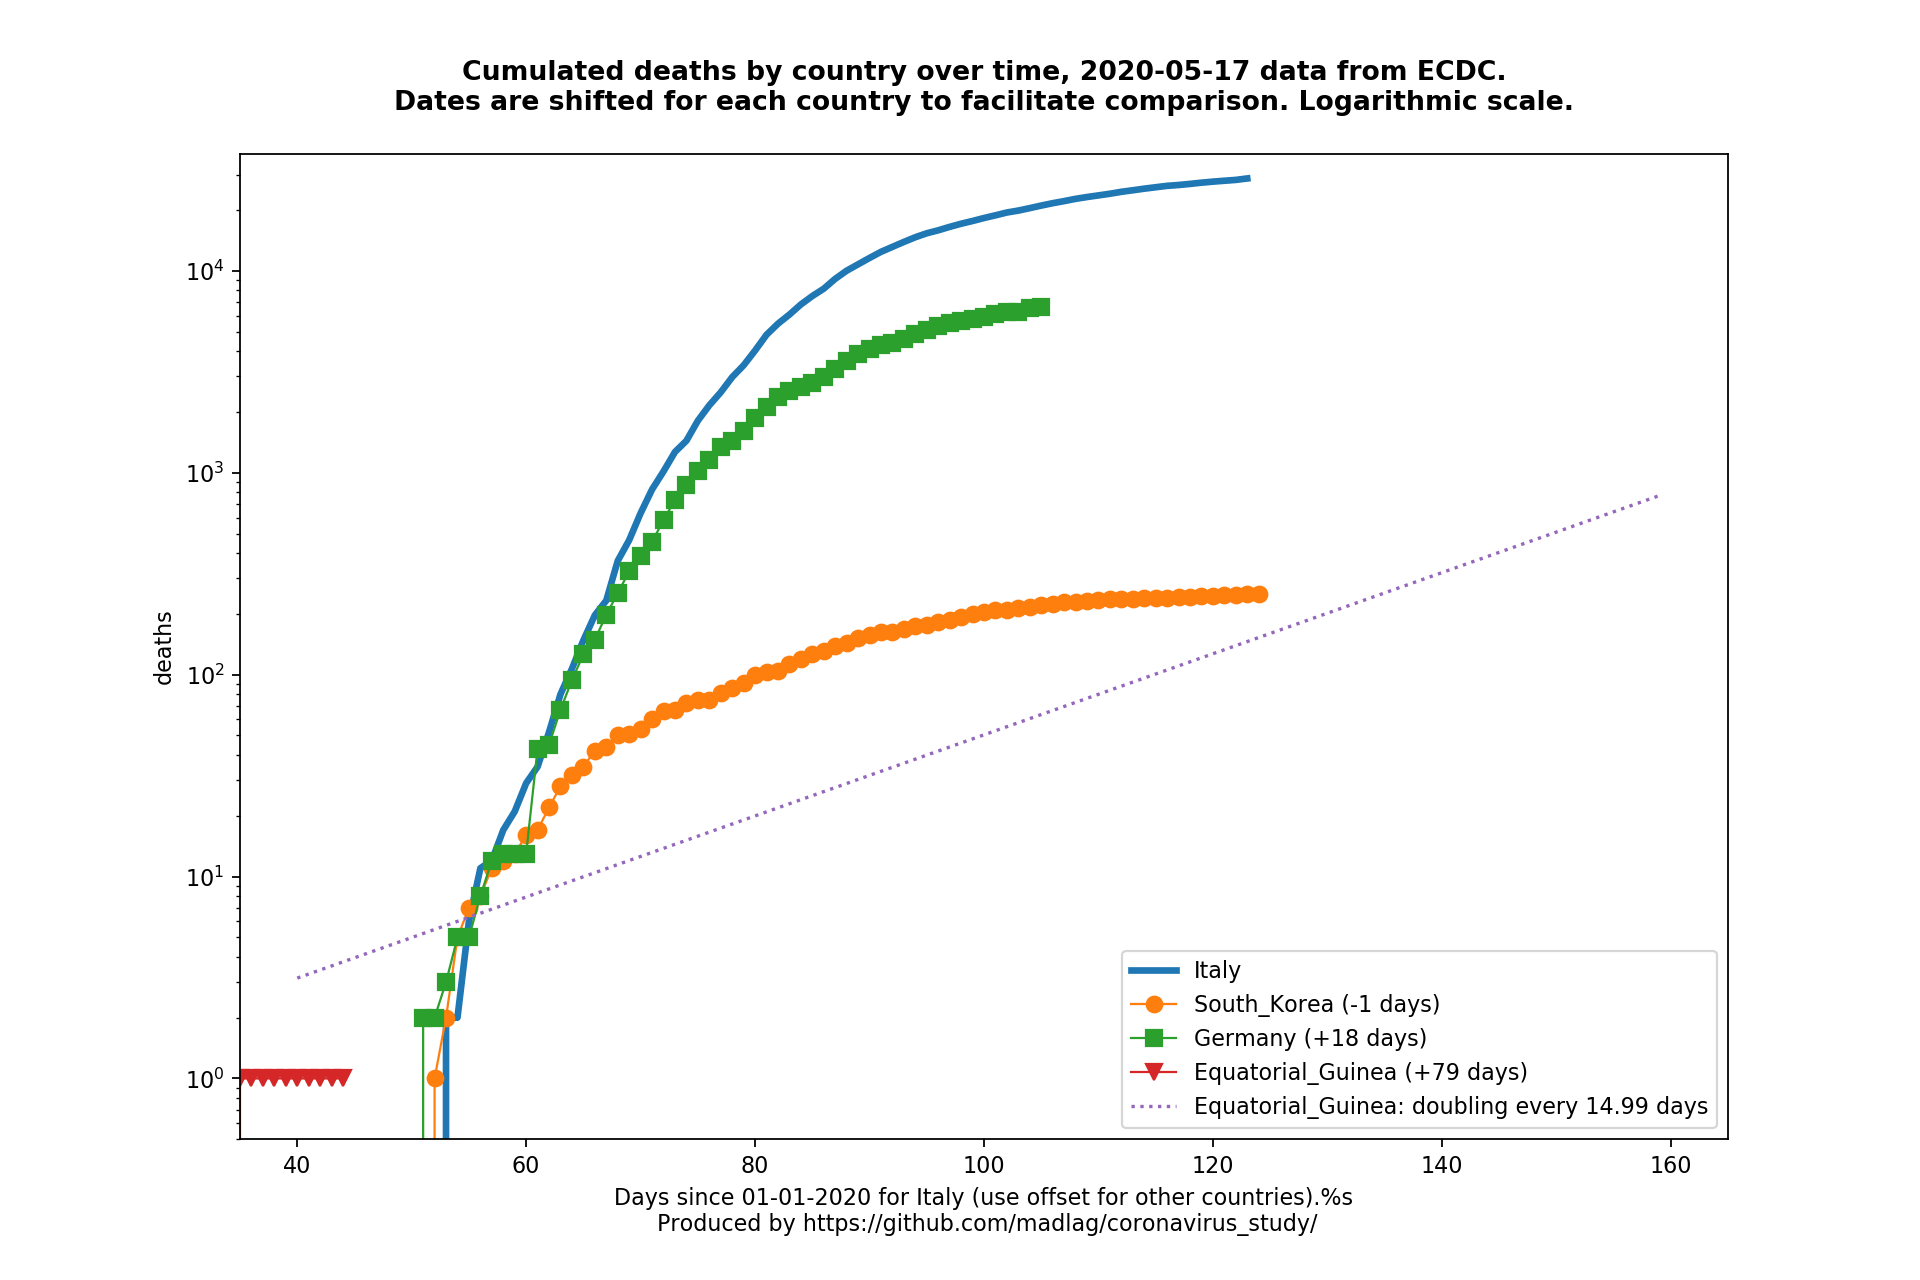 Cumulated deaths by country over time, 2020-05-17 data from ECDC.
Dates are shifted for each country to facilitate comparison. Logarithmic scale.
deaths
10⁴
10³
10²
10¹
10⁰
40 60 80 100 120 140 160
Italy
South_Korea (-1 days)
Germany (+18 days)
Equatorial_Guinea (+79 days)
Equatorial_Guinea: doubling every 14.99 days
Days since 01-01-2020 for Italy (use offset for other countries).%s
Produced by https://github.com/madlag/coronavirus_study/